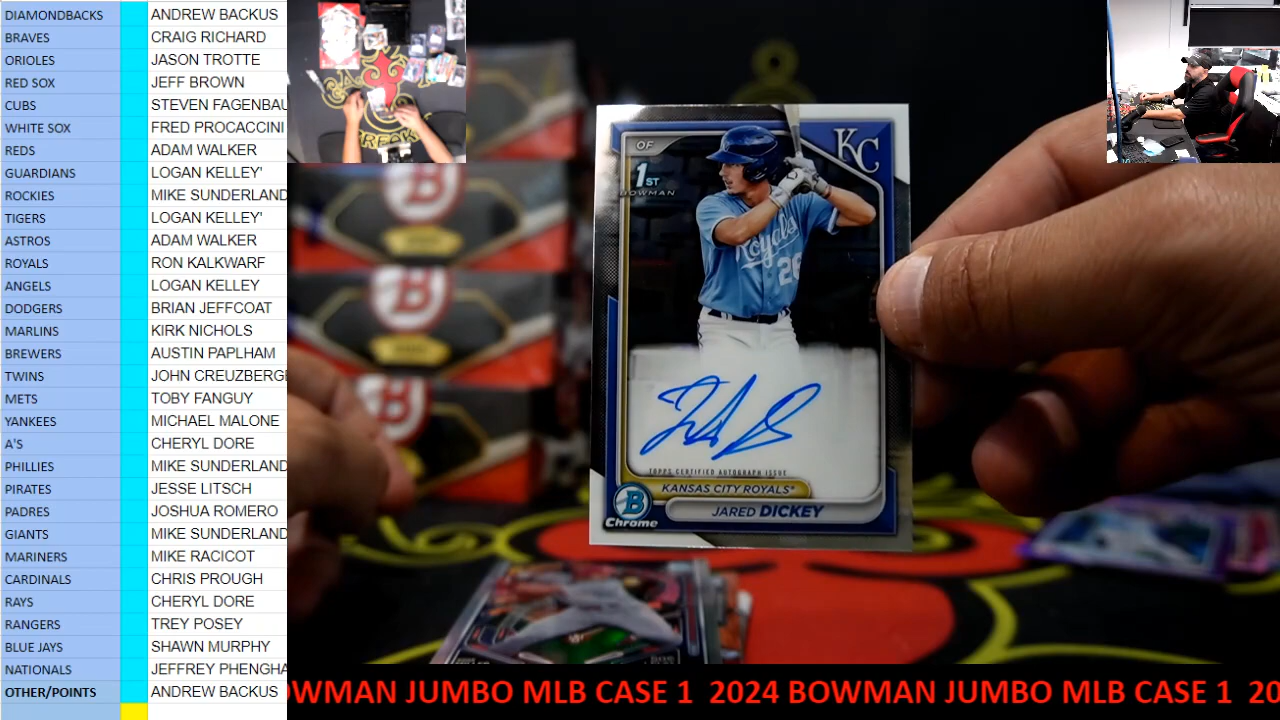 DIAMONDBACKS ANDREW BACKUS
BRAVES CRAIG RICHARD
ORIOLES JASON TROTTE
RED SOX JEFF BROWN
CUBS STEVEN FAGENBAU
WHITE SOX FRED PROCACCINI
REDS ADAM WALKER
GUARDIANS LOGAN KELLEY'
ROCKIES MIKE SUNDERLAND
TIGERS LOGAN KELLEY'
ASTROS ADAM WALKER
ROYALS RON KALKWARF
ANGELS LOGAN KELLEY
DODGERS BRIAN JEFFCOAT
MARLINS KIRK NICHOLS
BREWERS AUSTIN PAPLHAM
TWINS JOHN CREUZBERGE
METS TOBY FANGUY
YANKEES MICHAEL MALONE
A'S CHERYL DORE
PHILLIES MIKE SUNDERLAND
PIRATES JESSE LITSCH
PADRES JOSHUA ROMERO
GIANTS MIKE SUNDERLAND
MARINERS MIKE RACICOT
CARDINALS CHRIS PROUGH
RAYS CHERYL DORE
RANGERS TREY POSEY
BLUE JAYS SHAWN MURPHY
NATIONALS JEFFREY PHENGHA
OTHER/POINTS ANDREW BACKUS
OF
KC
1ST
BOWMAN
Royals
26
TOPPS CERTIFIED AUTOGRAPH ISSUE
KANSAS CITY ROYALS
B
Chrome
JARED DICKEY
B
B
B
OWMAN JUMBO MLB CASE 1 2024 BOWMAN JUMBO MLB CASE 1 20